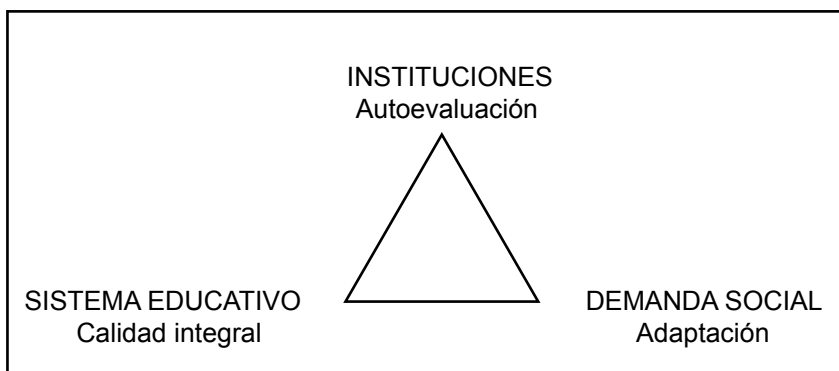 INSTITUCIONES
Autoevaluación
SISTEMA EDUCATIVO
Calidad integral
DEMANDA SOCIAL
Adaptación